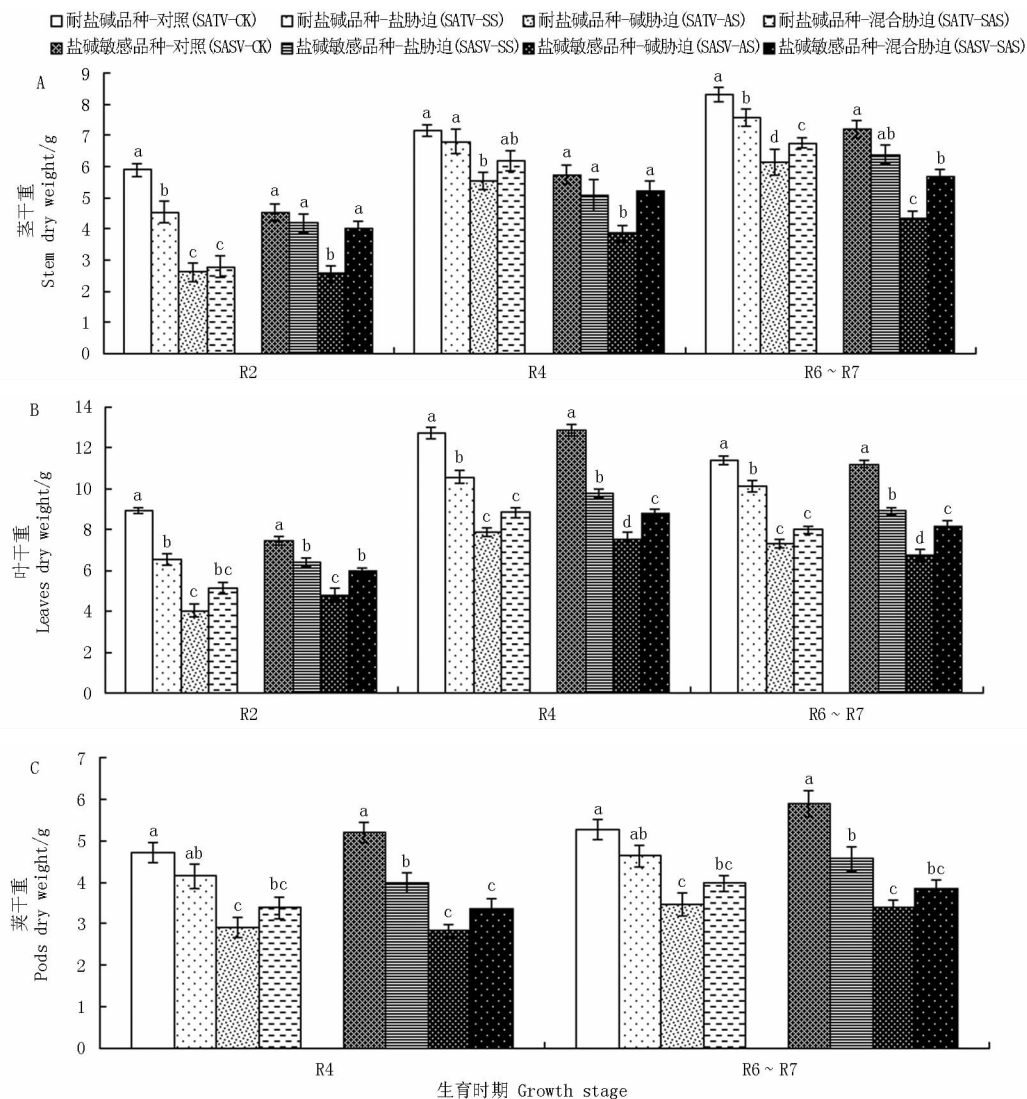 耐盐碱品种-对照(SATV-CK) 耐盐碱品种-盐胁迫(SATV-SS) 耐盐碱品种-碱胁迫(SATV-AS) 耐盐碱品种-混合胁迫(SATV-SAS)
盐碱敏感品种-对照(SASV-CK) 盐碱敏感品种-盐胁迫(SASV-SS) 盐碱敏感品种-碱胁迫(SASV-AS) 盐碱敏感品种-混合胁迫(SASV-SAS)
A
茎干重
Stem dry weight/g
9
8
7
6
5
4
3
2
1
0
a b c c a a b a
a a b ab a a b a
a b d c a ab c b
R2 R4 R6~R7
B
叶干重
Leaves dry weight/g
14
12
10
8
6
4
2
0
a b c bc a b c b
a b c c a b d c
a b c c a b d c
R2 R4 R6~R7
C
荚干重
Pods dry weight/g
7
6
5
4
3
2
1
0
a ab c bc a b c c
a ab c bc a b c bc
R4 R6~R7
生育时期 Growth stage